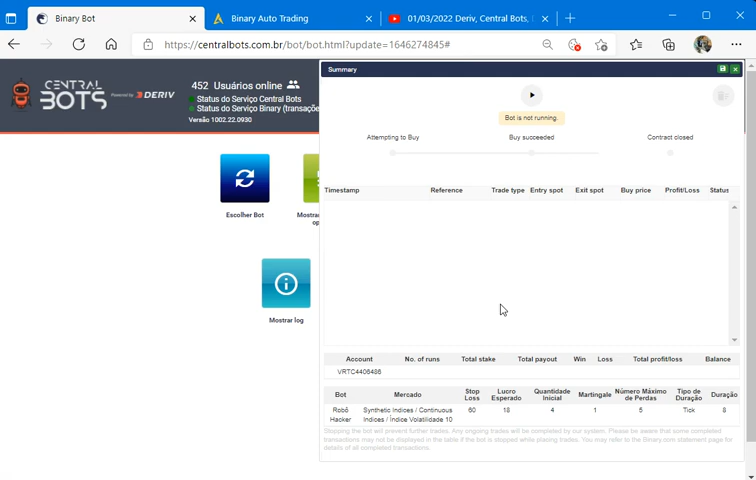 Binary Bot
Binary Auto Trading
01/03/2022 Deriv, Central Bots,
https://centralbots.com.br/bot/bot.html?update=1646274845#
CENTRAL
BOTS
Powered by DERIV
452 Usuários online
Status do Serviço Central Bots
Status do Serviço Binary (transaçõe
Versão 1002.22.0930
Escolher Bot
Mostrar
op
Mostrar log
Summary
Bot is not running.
Attempting to Buy
Buy succeeded
Contract closed
Timestamp Reference Trade type Entry spot Exit spot Buy price Profit/Loss Status
Account No. of runs Total stake Total payout Win Loss Total profit/loss Balance
VRTC4406486
Bot Mercado Stop Loss Lucro Esperado Quantidade Inicial Martingale Número Máximo de Perdas Tipo de Duração Duração
Robô Hacker Synthetic Indices / Continuous Indices / Índice Volatilidade 10 60 18 4 1 5 Tick 8
Stopping the bot will prevent further trades. Any ongoing trades will be completed by our system. Please be aware that some completed
transactions may not be displayed in the table if the bot is stopped while placing trades. You may refer to the Binary.com statement page for
details of all completed transactions.